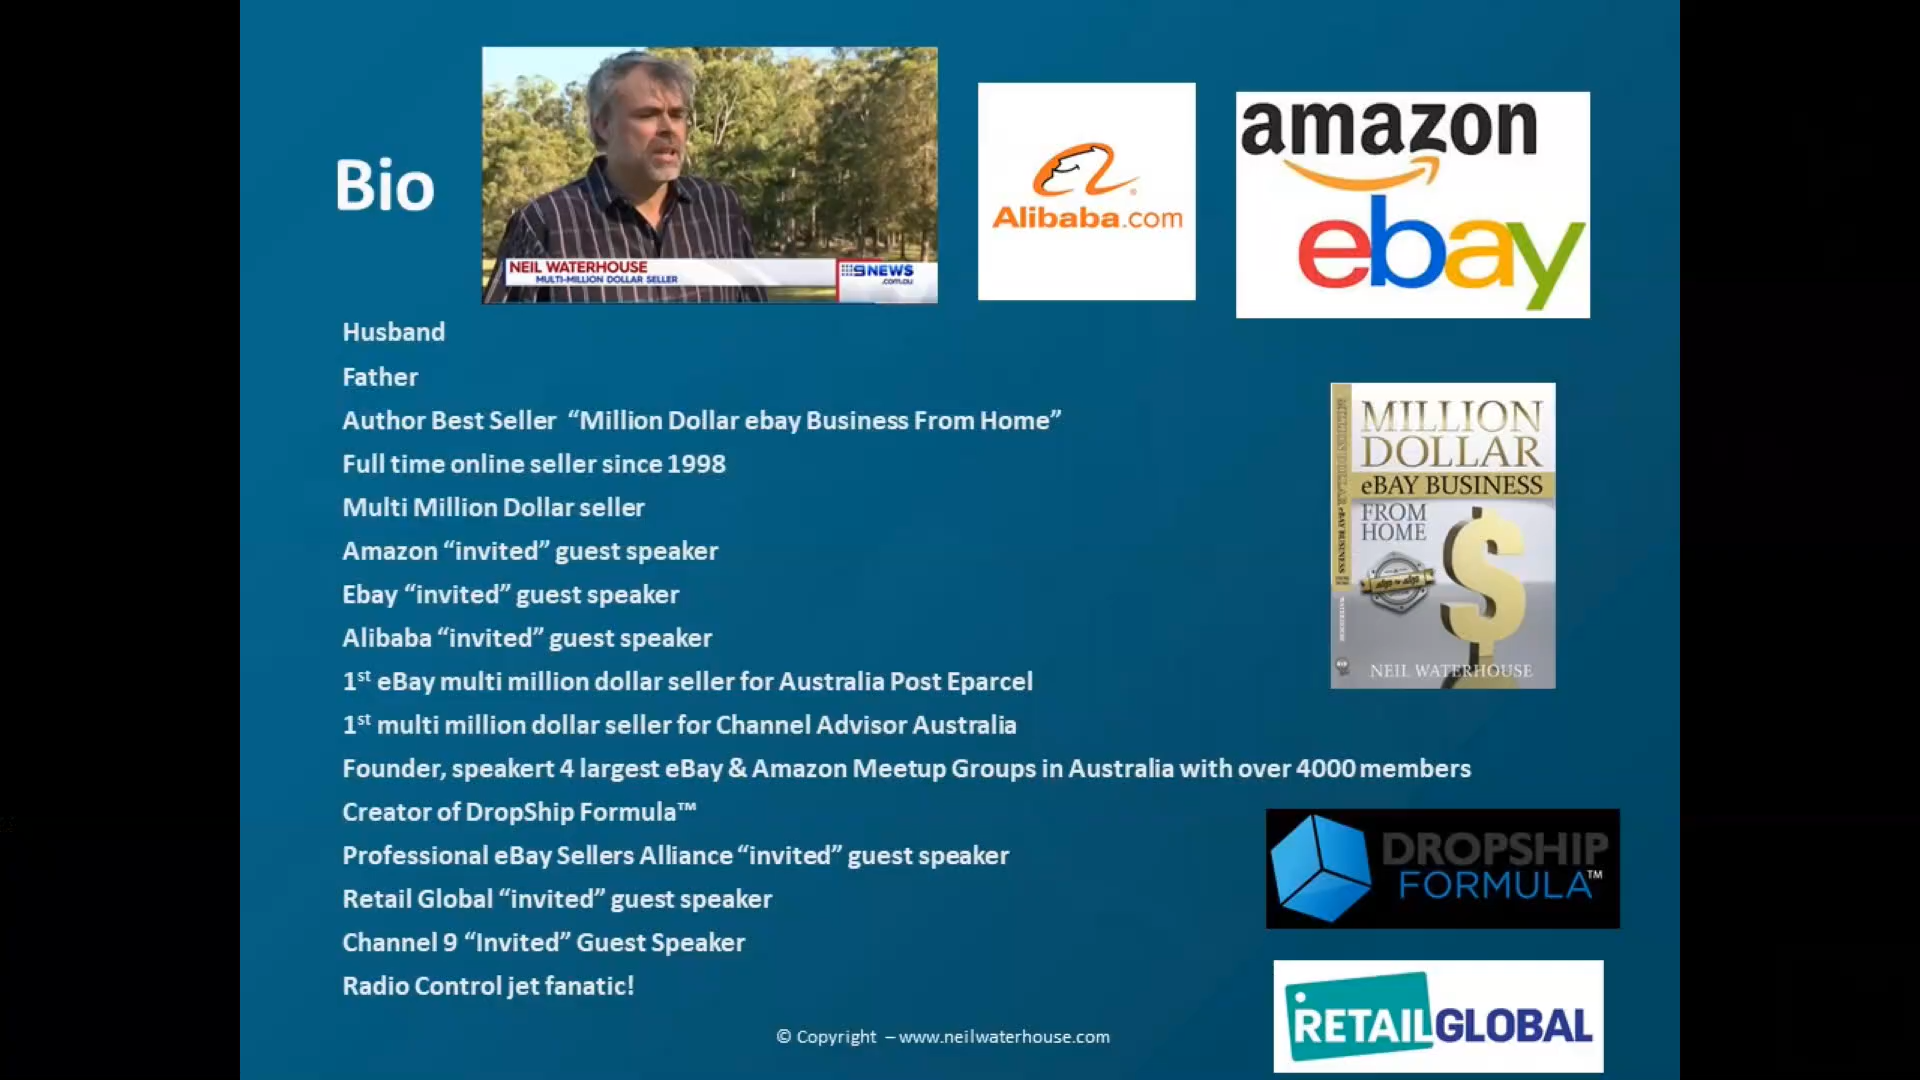 Bio
NEIL WATERHOUSE
MULTI-MILLION DOLLAR SELLER
9NEWS
.com.au
Alibaba.com
amazon
ebay
Husband
Father
Author Best Seller  “Million Dollar ebay Business From Home”
Full time online seller since 1998
Multi Million Dollar seller
Amazon “invited” guest speaker
Ebay “invited” guest speaker
Alibaba “invited” guest speaker
1st eBay multi million dollar seller for Australia Post Eparcel
1st multi million dollar seller for Channel Advisor Australia
Founder, speakert 4 largest eBay & Amazon Meetup Groups in Australia with over 4000 members
Creator of DropShip Formula™
Professional eBay Sellers Alliance “invited” guest speaker
Retail Global “invited” guest speaker
Channel 9 “Invited” Guest Speaker
Radio Control jet fanatic!
MILLION
DOLLAR
eBAY BUSINESS
FROM
HOME
step by step
NEIL WATERHOUSE
DROPSHIP
FORMULA™
RETAILGLOBAL
© Copyright – www.neilwaterhouse.com